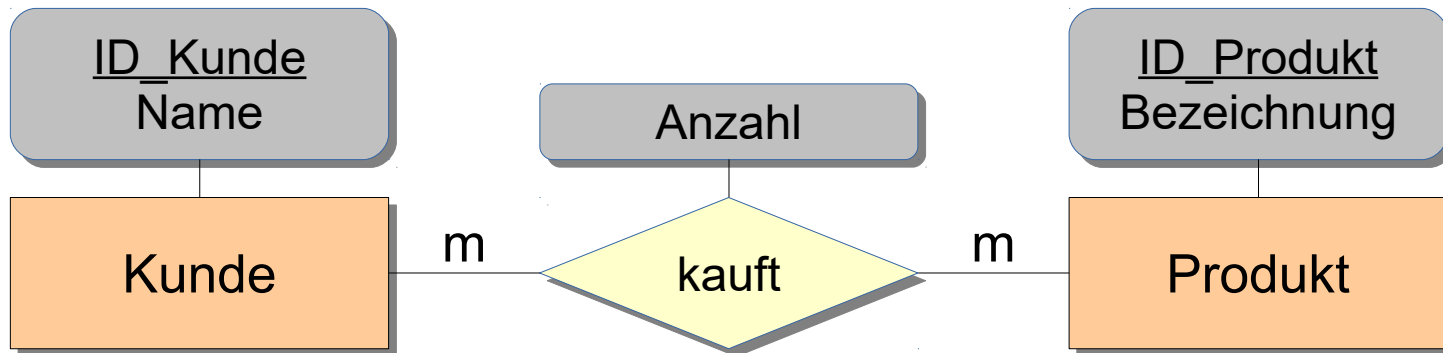 ID_Kunde
Name
Anzahl
ID_Produkt
Bezeichnung
Kunde
m
kauft
m
Produkt